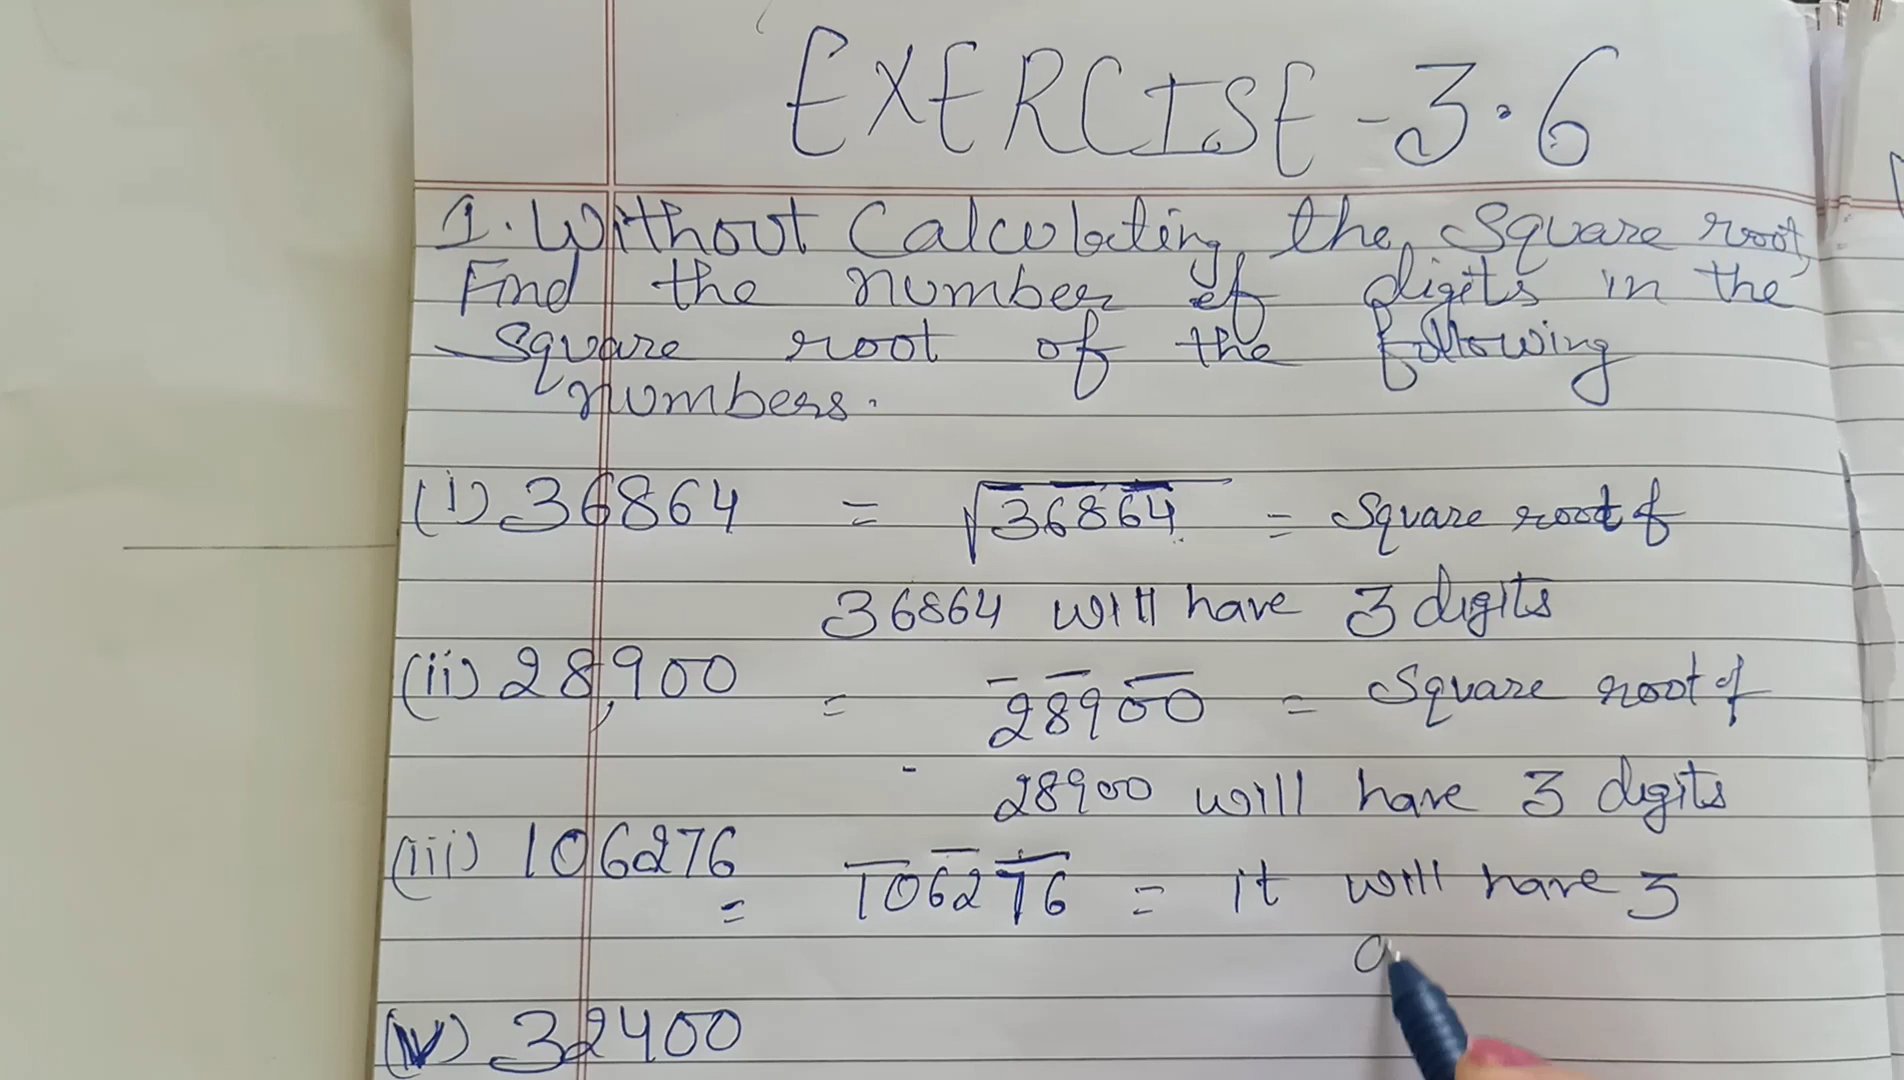 EXERCISE - 3.6
1. Without Calculating the Square root,
Find the number of digits in the
square root of the following
numbers.
(i) 36864 = √36864 = Square root of
36864 will have 3 digits
(ii) 28,900 = 28900 = Square root of
28900 will have 3 digits
(iii) 106276 = 106276 = it will have 3
(iv) 32400